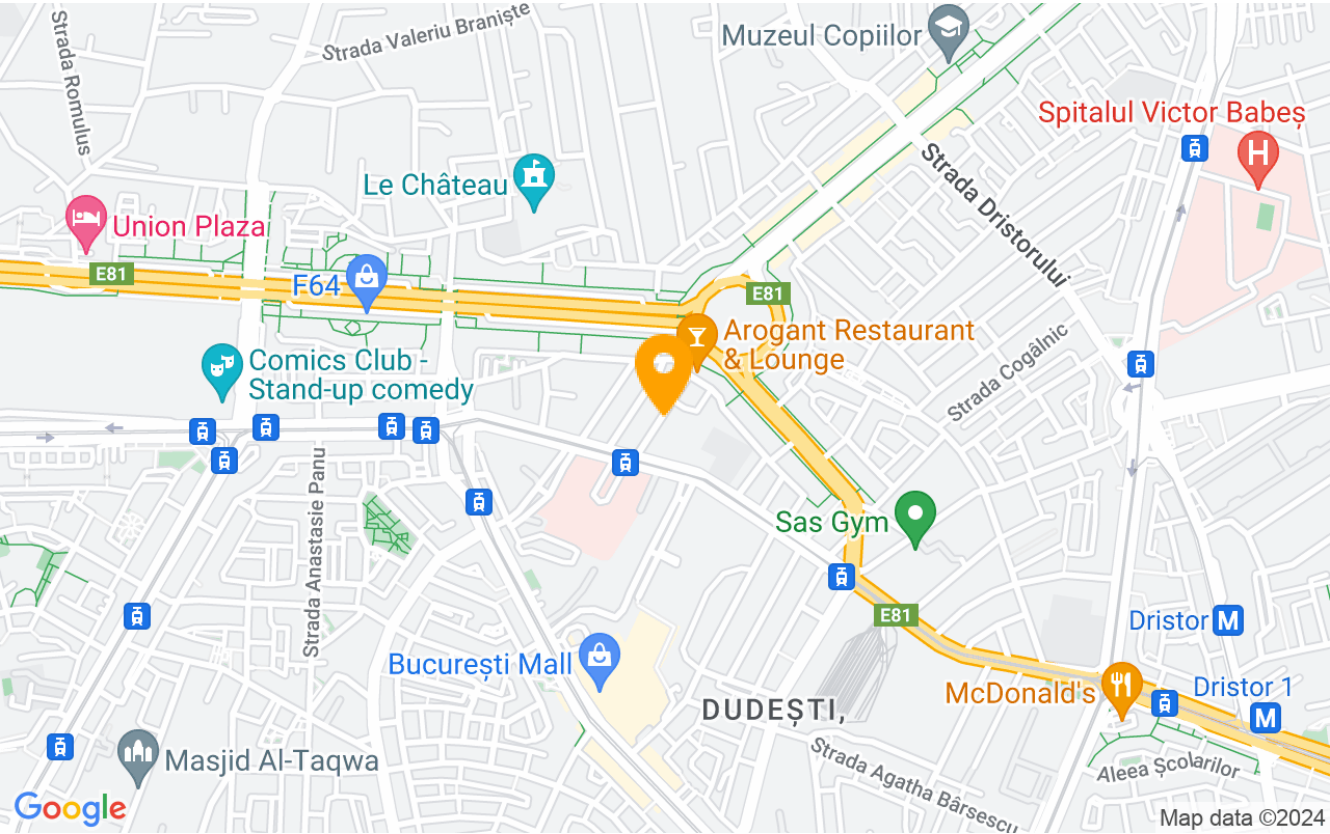 Strada Romulus
Strada Valeriu Braniște
Muzeul Copiilor
Spitalul Victor Babeș
H
Le Château
Strada Dristorului
Union Plaza
E81
F64
E81
Arogant Restaurant
& Lounge
Comics Club -
Stand-up comedy
Strada Cogâlnic
Strada Anastasie Panu
Sas Gym
E81
Dristor M
București Mall
McDonald's
Dristor 1
M
DUDEȘTI,
Masjid Al-Taqwa
Strada Agatha Bârsescu
Aleea Școlarilor
Google
Map data ©2024